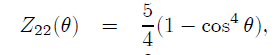 Z₂₂(θ) = 5/4 (1 − cos⁴ θ),